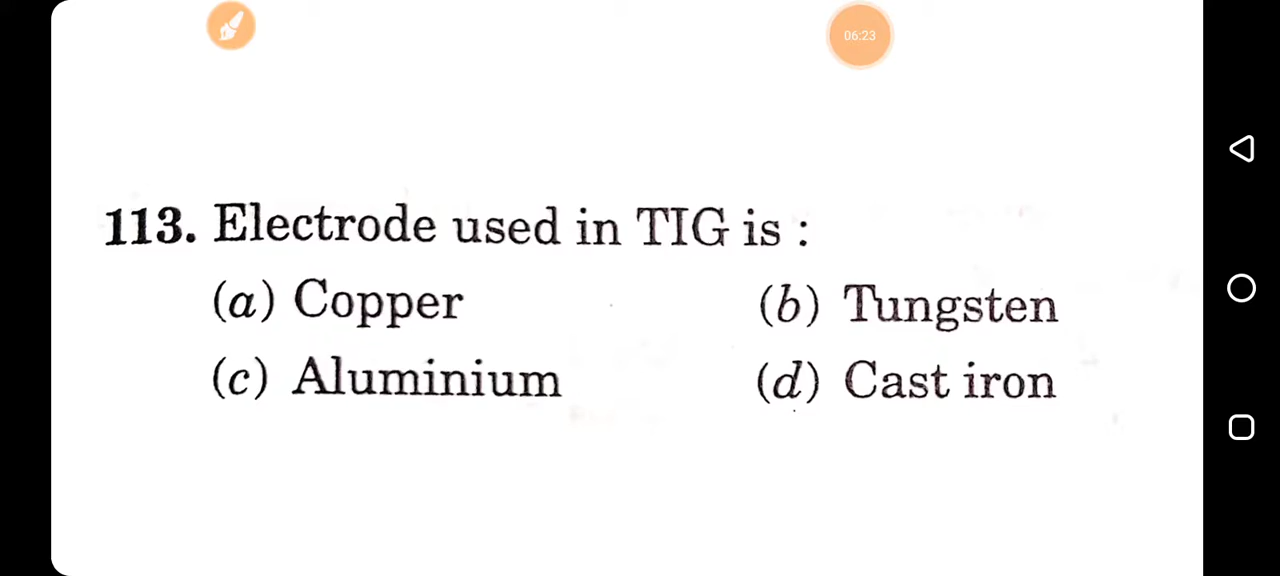 06:23
113. Electrode used in TIG is :
(a) Copper (b) Tungsten
(c) Aluminium (d) Cast iron